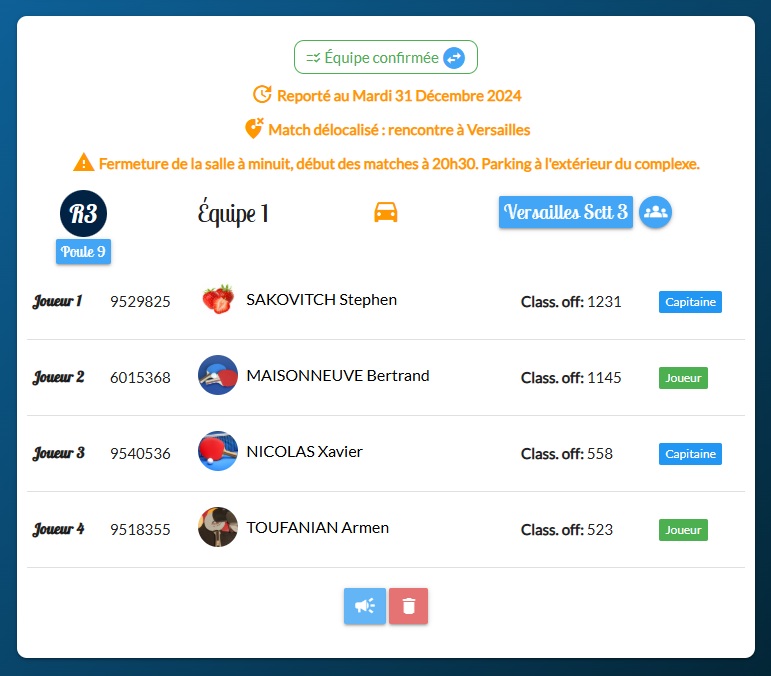 Équipe confirmée
Reporté au Mardi 31 Décembre 2024
Match délocalisé : rencontre à Versailles
Fermeture de la salle à minuit, début des matches à 20h30. Parking à l'extérieur du complexe.
R3 Équipe 1 Versailles Sctt 3
Poule 9
Joueur 1 9529825 SAKOVITCH Stephen Class. off: 1231 Capitaine
Joueur 2 6015368 MAISONNEUVE Bertrand Class. off: 1145 Joueur
Joueur 3 9540536 NICOLAS Xavier Class. off: 558 Capitaine
Joueur 4 9518355 TOUFANIAN Armen Class. off: 523 Joueur